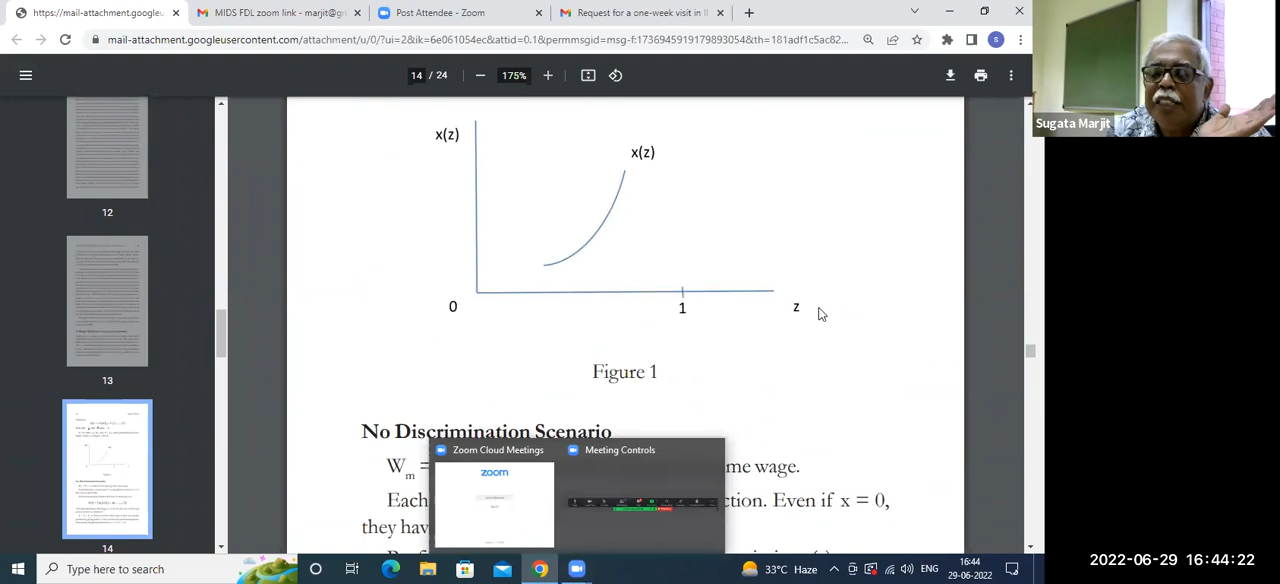 https://mail-attachment.googleu
MIDS FDL zoom link - marjit@gm
Post Attendee - Zoom
Request for a one-week visit in II
mail-attachment.googleusercontent.com/attachment/u/0/?ui=2&ik=6e061054ec&attid=0.1&permmsgid=msg-f:1736945919179893054&th=181adf1c5ac82...
S
14 / 24
175%
Sugata Marjit
12
13
14
x(z)
x(z)
0
1
z
Figure 1
No Discrimination Scenario
Wm =
me wage.
Each
ction. Even if x = 0,
they hav
Zoom Cloud Meetings
Meeting Controls
zoom
Type here to search
33°C Haze
ENG
16:44
29-06-2022
2022-06-29 16:44:22